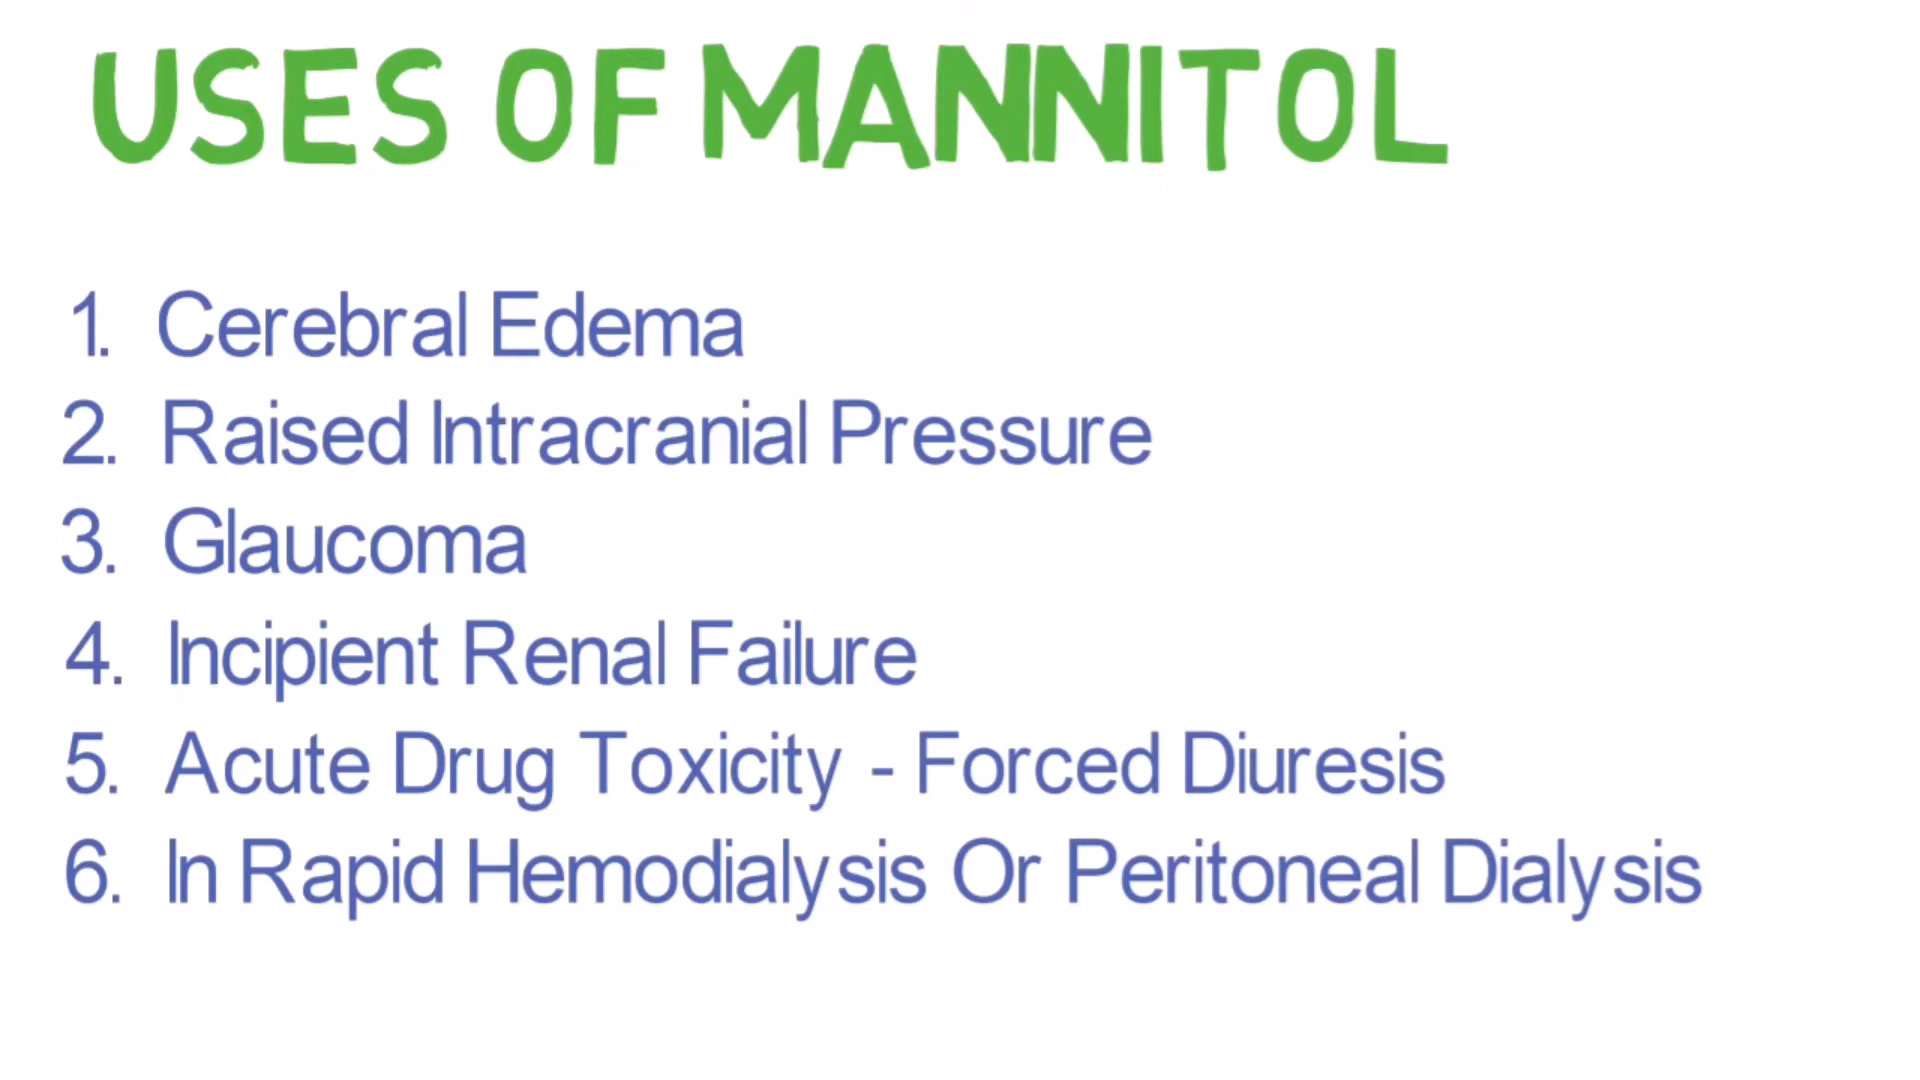 USES OF MANNITOL
1. Cerebral Edema
2. Raised Intracranial Pressure
3. Glaucoma
4. Incipient Renal Failure
5. Acute Drug Toxicity - Forced Diuresis
6. In Rapid Hemodialysis Or Peritoneal Dialysis